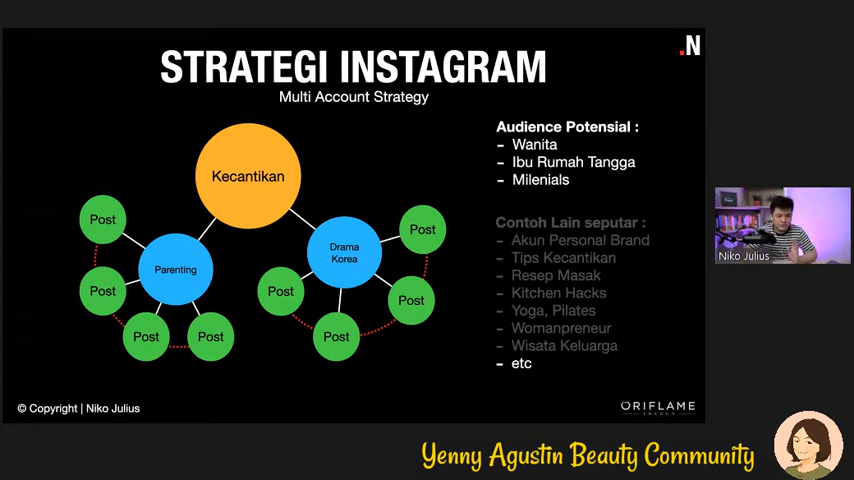 STRATEGI INSTAGRAM
Multi Account Strategy
.N
Kecantikan
Parenting
Drama
Korea
Post
Post
Post
Post
Post
Post
Post
Post
Audience Potensial :
- Wanita
- Ibu Rumah Tangga
- Milenials
Contoh Lain seputar :
- Akun Personal Brand
- Tips Kecantikan
- Resep Masak
- Kitchen Hacks
- Yoga, Pilates
- Womanpreneur
- Wisata Keluarga
- etc
Niko Julius
© Copyright | Niko Julius
ORIFLAME
SWEDEN
Yenny Agustin Beauty Community